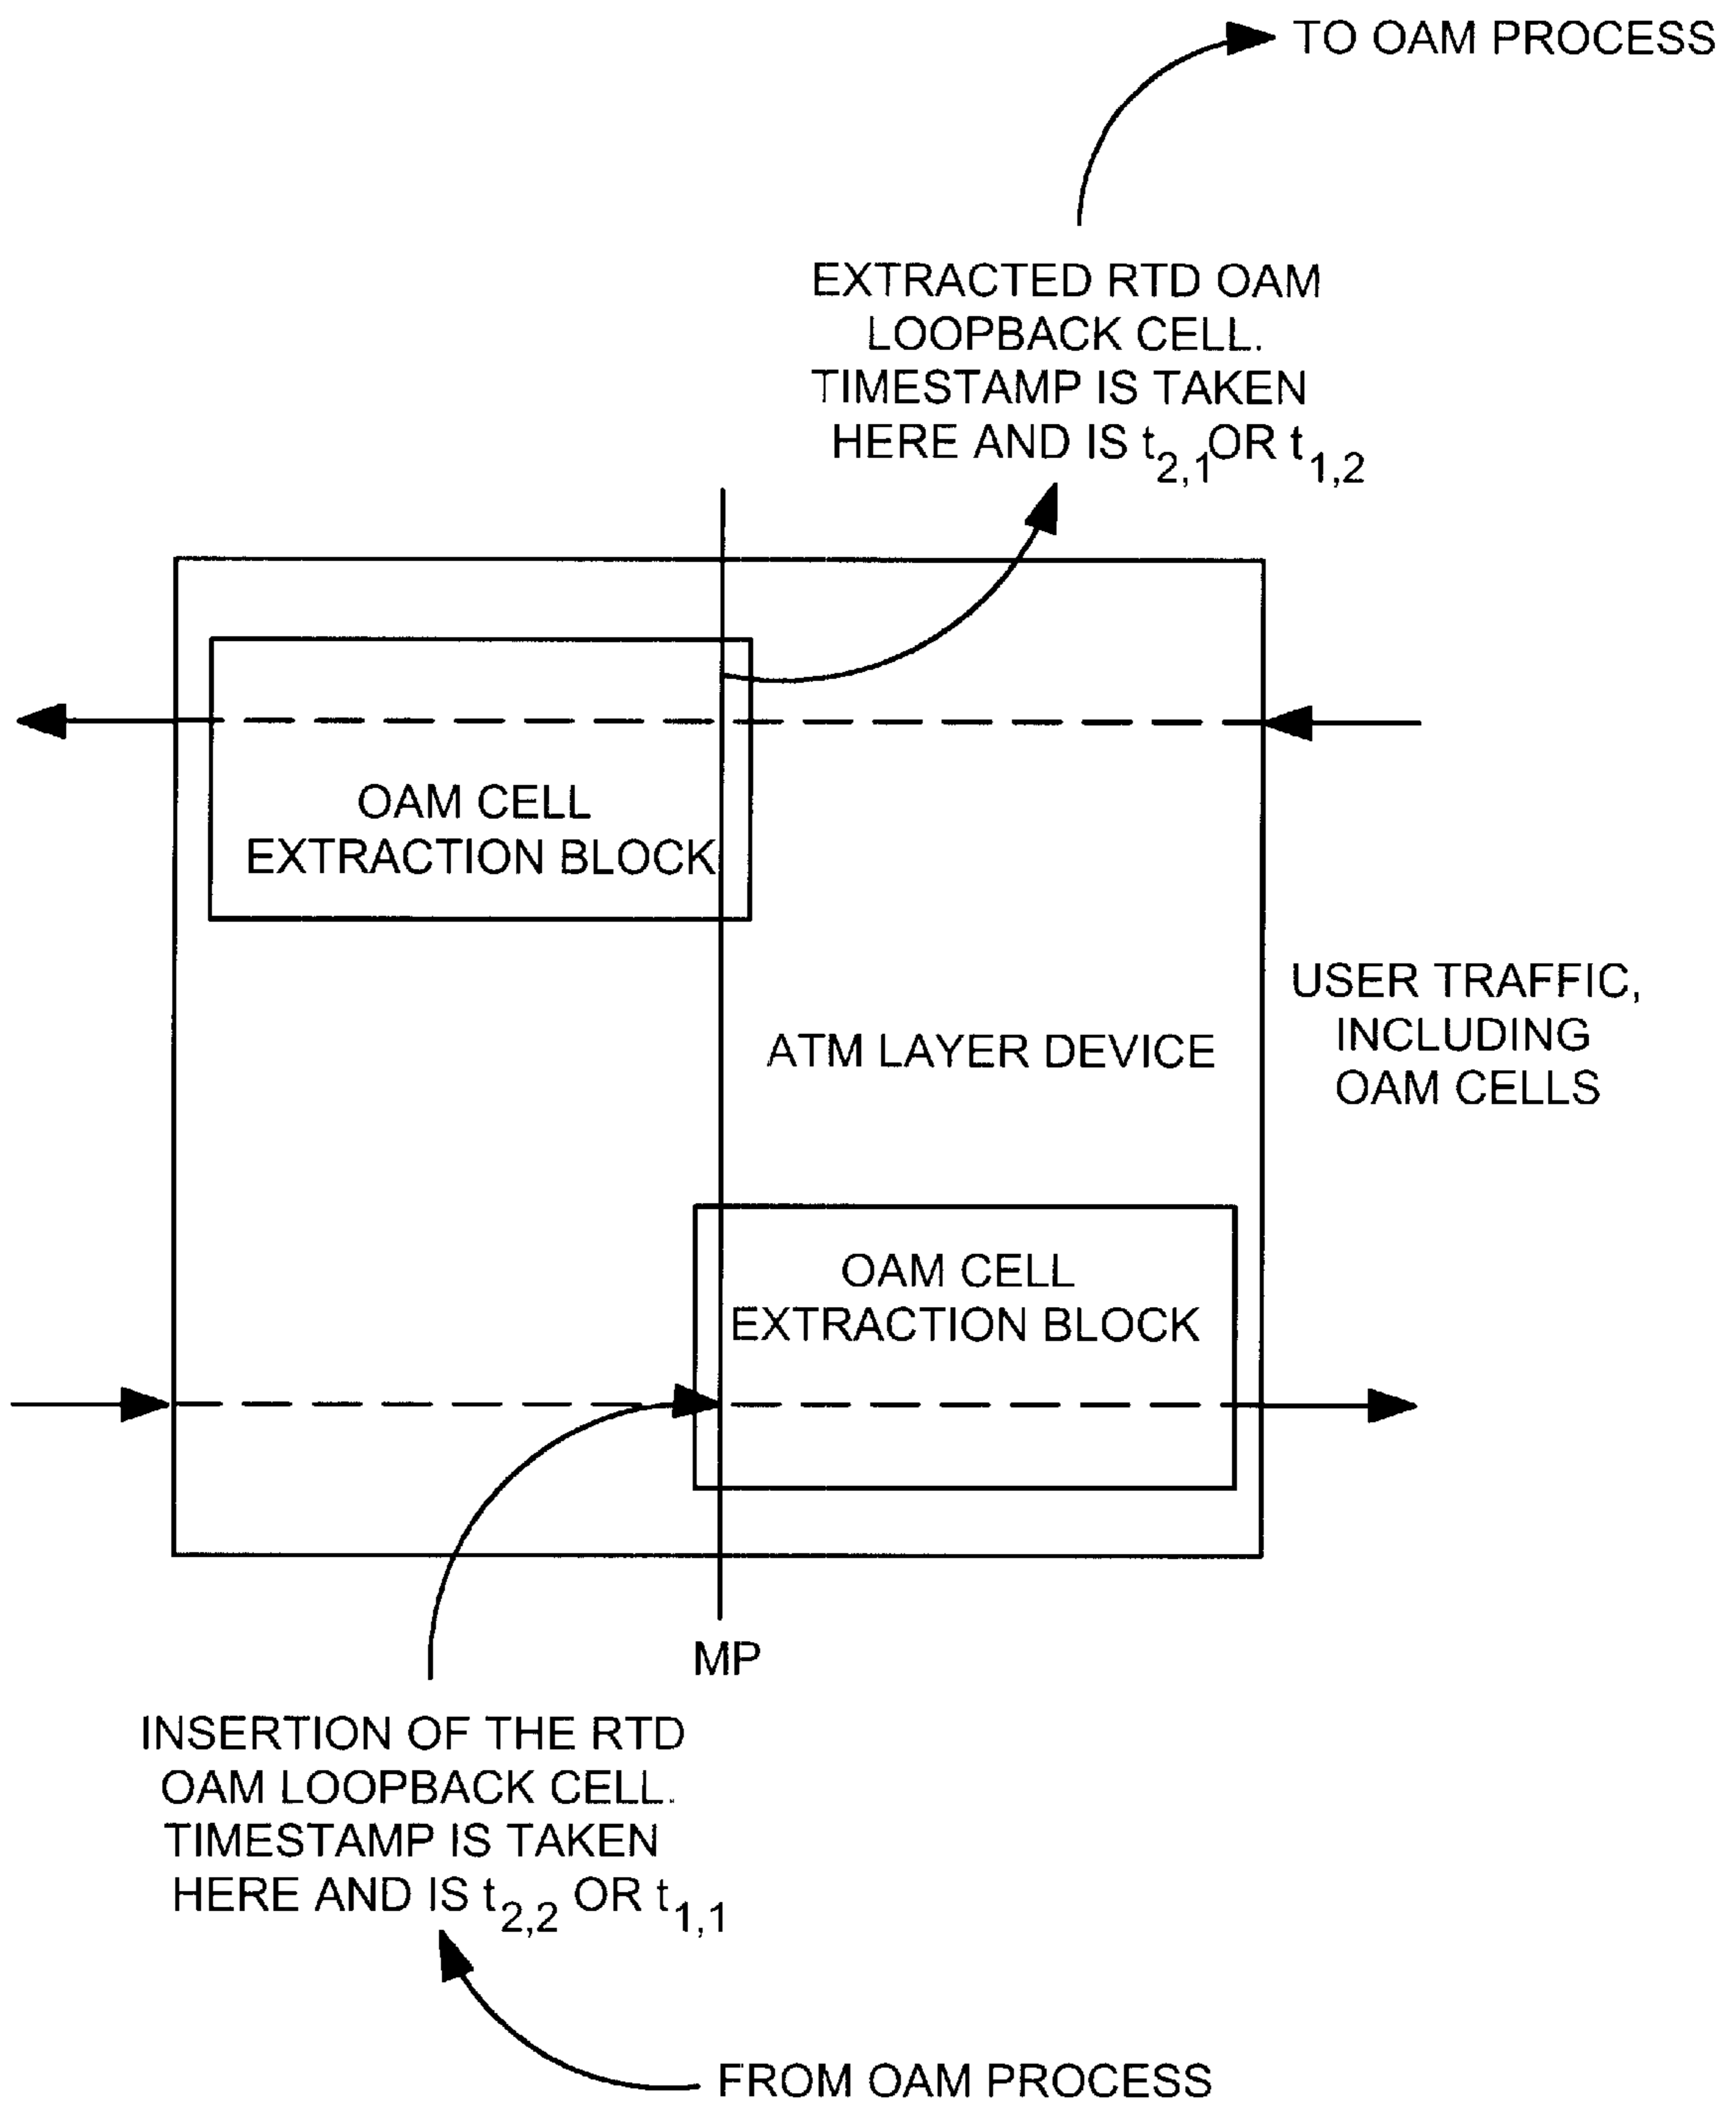 TO OAM PROCESS
EXTRACTED RTD OAM
LOOPBACK CELL.
TIMESTAMP IS TAKEN
HERE AND IS t2,1 OR t1,2
OAM CELL
EXTRACTION BLOCK
USER TRAFFIC,
INCLUDING
OAM CELLS
ATM LAYER DEVICE
OAM CELL
EXTRACTION BLOCK
MP
INSERTION OF THE RTD
OAM LOOPBACK CELL.
TIMESTAMP IS TAKEN
HERE AND IS t2,2 OR t1,1
FROM OAM PROCESS